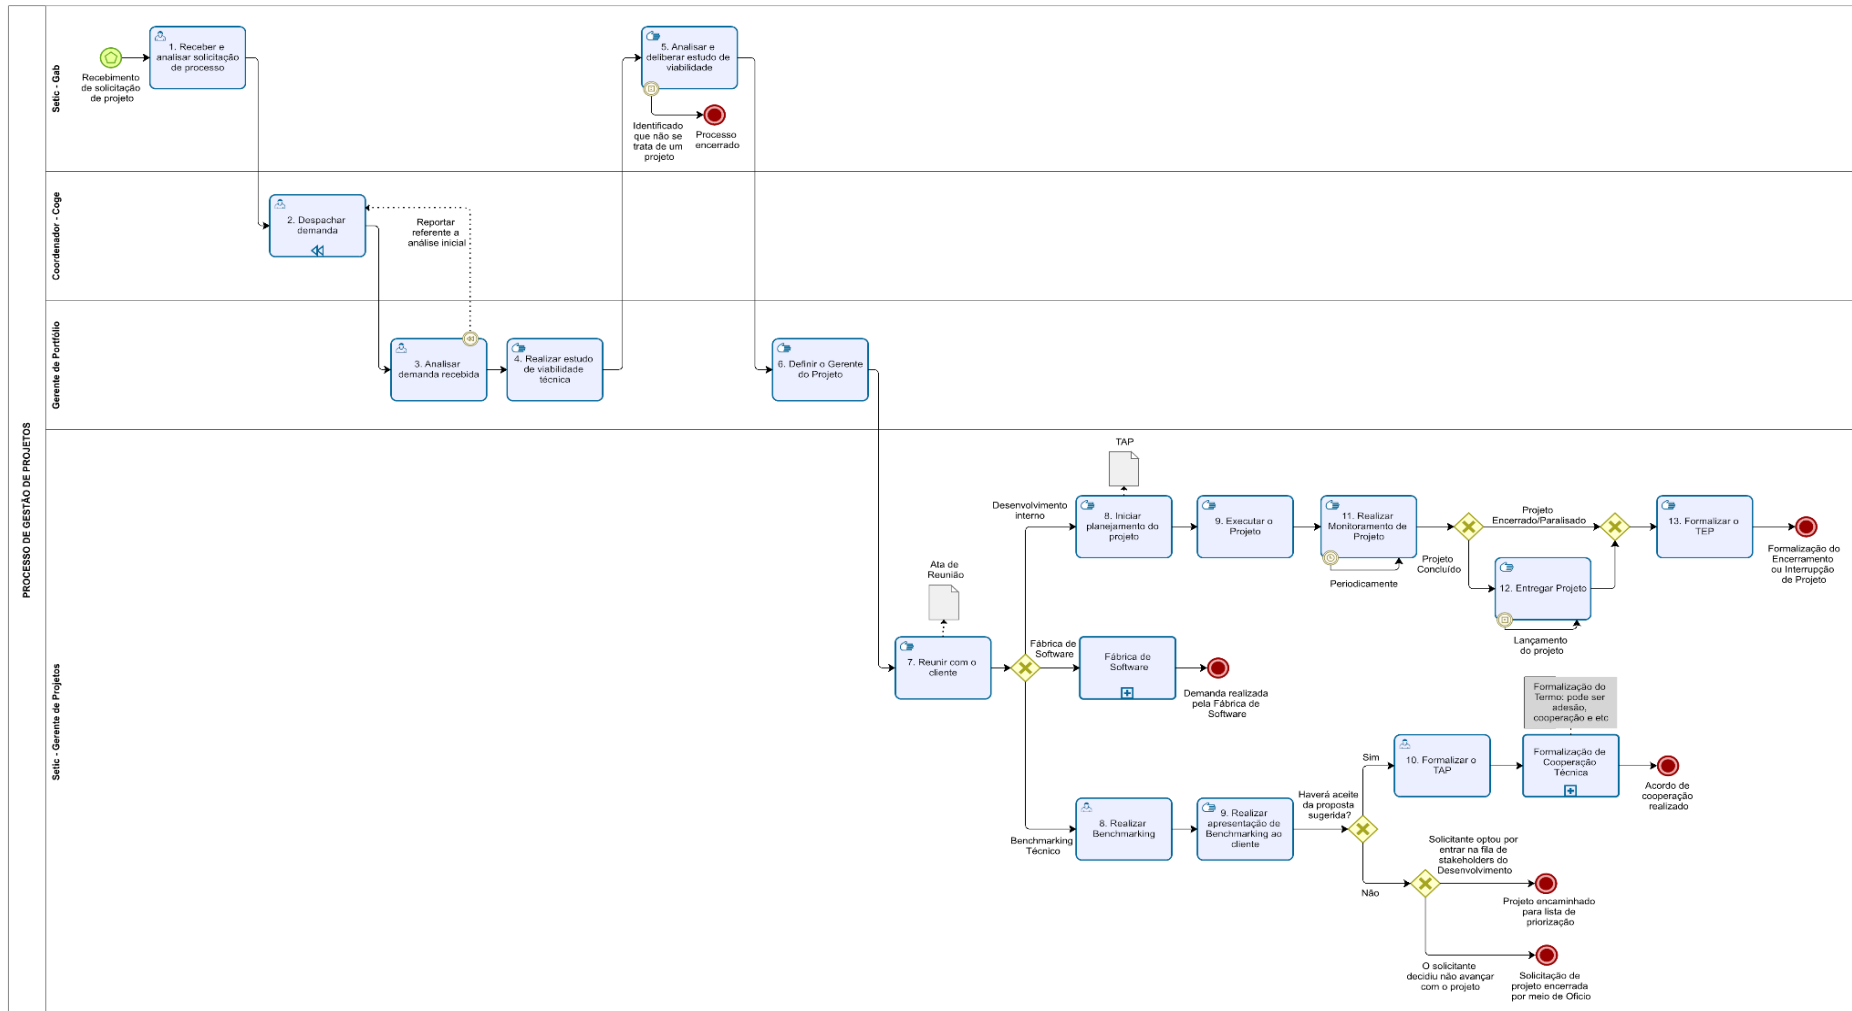 PROCESSO DE GESTÃO DE PROJETOS
Setic - Gab
Recebimento
de solicitação
de projeto
1. Receber e
analisar solicitação
de processo
5. Analisar e
deliberar estudo de
viabilidade
Identificado
que não se
trata de um
projeto
Processo
encerrado
Coordenador - Coge
2. Despachar
demanda
Reportar
referente a
análise inicial
Gerente de Portfólio
3. Analisar
demanda recebida
4. Realizar estudo
de viabilidade
técnica
6. Definir o Gerente
do Projeto
Setic - Gerente de Projetos
Ata de
Reunião
7. Reunir com o
cliente
Desenvolvimento
interno
TAP
8. Iniciar
planejamento do
projeto
9. Executar o
Projeto
11. Realizar
Monitoramento de
Projeto
Periodicamente
Projeto
Encerrado/Paralisado
Projeto
Concluído
12. Entregar Projeto
Lançamento
do projeto
13. Formalizar o
TEP
Formalização do
Encerramento
ou Interrupção
de Projeto
Fábrica de
Software
Fábrica de
Software
Demanda realizada
pela Fábrica de
Software
Benchmarking
Técnico
8. Realizar
Benchmarking
9. Realizar
apresentação de
Benchmarking ao
cliente
Haverá aceite
da proposta
sugerida?
Sim
10. Formalizar o
TAP
Formalização do
Termo: pode ser
adesão,
cooperação e etc
Formalização de
Cooperação
Técnica
Acordo de
cooperação
realizado
Não
Solicitante optou por
entrar na fila de
stakeholders do
Desenvolvimento
Projeto encaminhado
para lista de
priorização
O solicitante
decidiu não avançar
com o projeto
Solicitação de
projeto encerrada
por meio de Oficio